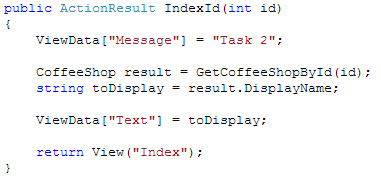 public ActionResult IndexId(int id)
{
    ViewData["Message"] = "Task 2";
    CoffeeShop result = GetCoffeeShopById(id);
    string toDisplay = result.DisplayName;
    ViewData["Text"] = toDisplay;
    return View("Index");
}